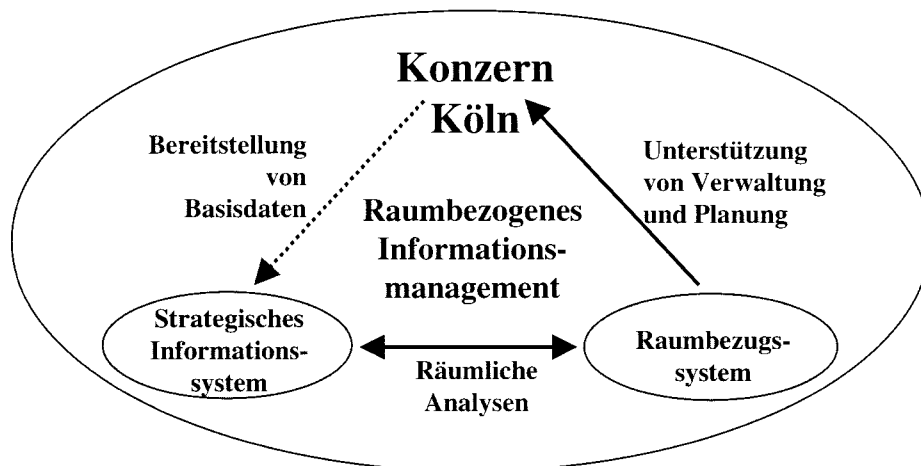 Konzern
Köln
Bereitstellung
von
Basisdaten
Unterstützung
von Verwaltung
und Planung
Raumbezogenes
Informations-
management
Strategisches
Informations-
system
Räumliche
Analysen
Raumbezugs-
system